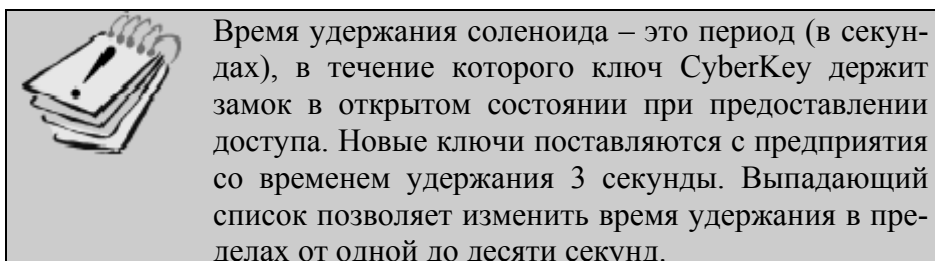 Время удержания соленоида – это период (в секун-
дах), в течение которого ключ CyberKey держит
замок в открытом состоянии при предоставлении
доступа. Новые ключи поставляются с предприятия
со временем удержания 3 секунды. Выпадающий
список позволяет изменить время удержания в пре-
делах от одной до десяти секунд.